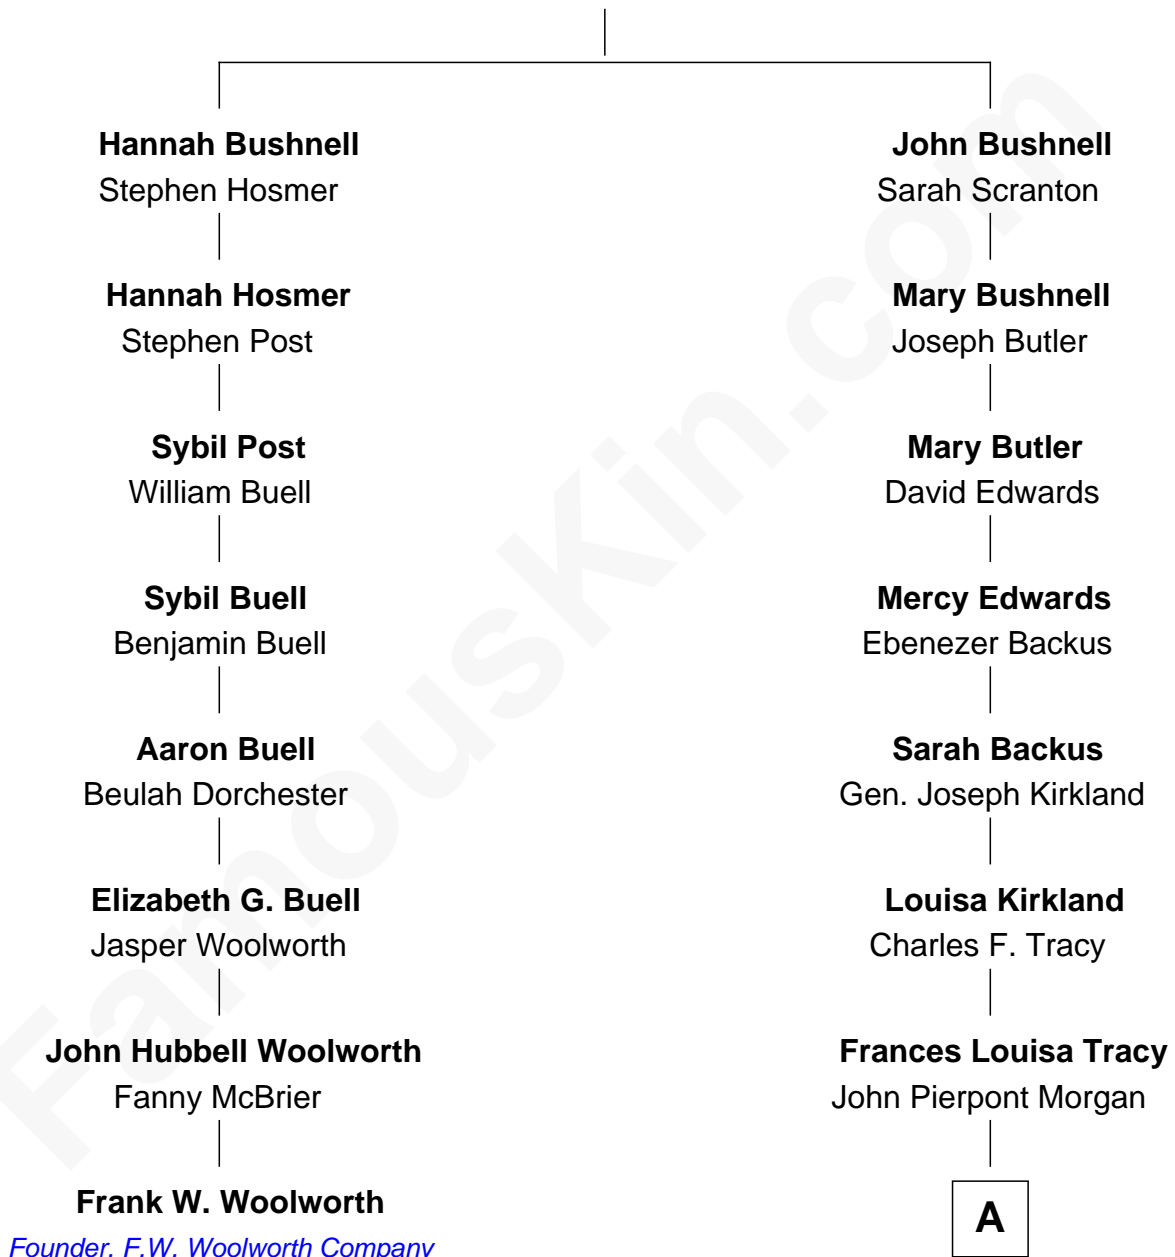 Hannah Bushnell
Stephen Hosmer
John Bushnell
Sarah Scranton
Hannah Hosmer
Stephen Post
Mary Bushnell
Joseph Butler
Sybil Post
William Buell
Mary Butler
David Edwards
Sybil Buell
Benjamin Buell
Mercy Edwards
Ebenezer Backus
Aaron Buell
Beulah Dorchester
Sarah Backus
Gen. Joseph Kirkland
Elizabeth G. Buell
Jasper Woolworth
Louisa Kirkland
Charles F. Tracy
John Hubbell Woolworth
Fanny McBrier
Frances Louisa Tracy
John Pierpont Morgan
Frank W. Woolworth
Founder, F.W. Woolworth Company
A
FamousKin.com